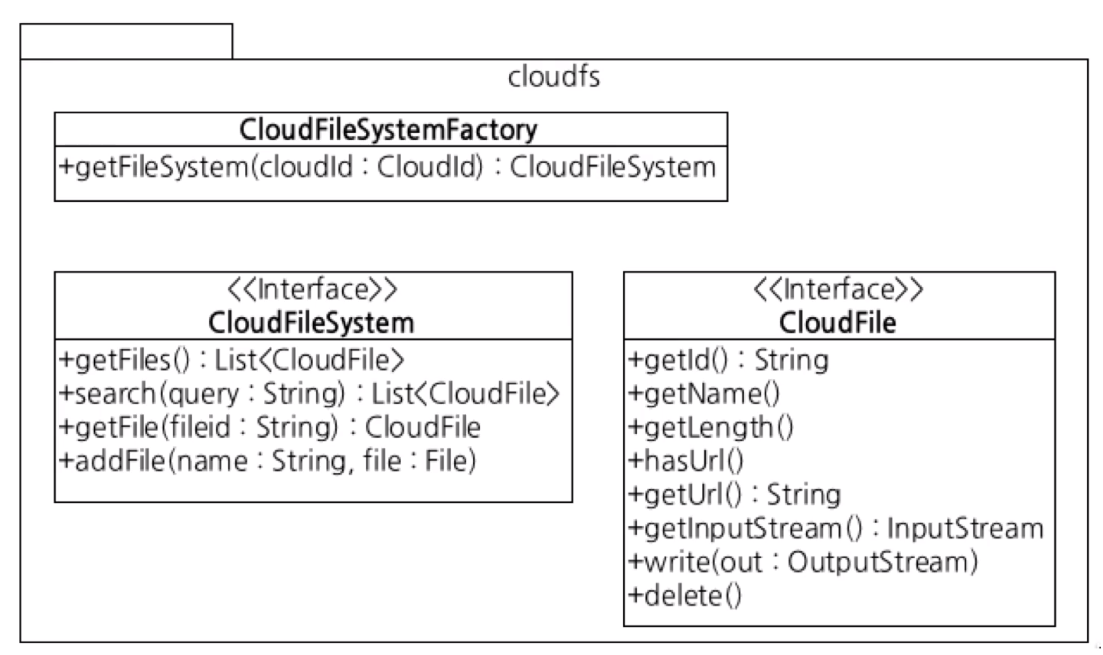 cloudfs
CloudFileSystemFactory
+getFileSystem(cloudId : CloudId) : CloudFileSystem
<<Interface>>
CloudFileSystem
+getFiles() : List<CloudFile>
+search(query : String) : List<CloudFile>
+getFile(fileid : String) : CloudFile
+addFile(name : String, file : File)
<<Interface>>
CloudFile
+getId() : String
+getName()
+getLength()
+hasUrl()
+getUrl() : String
+getInputStream() : InputStream
+write(out : OutputStream)
+delete()